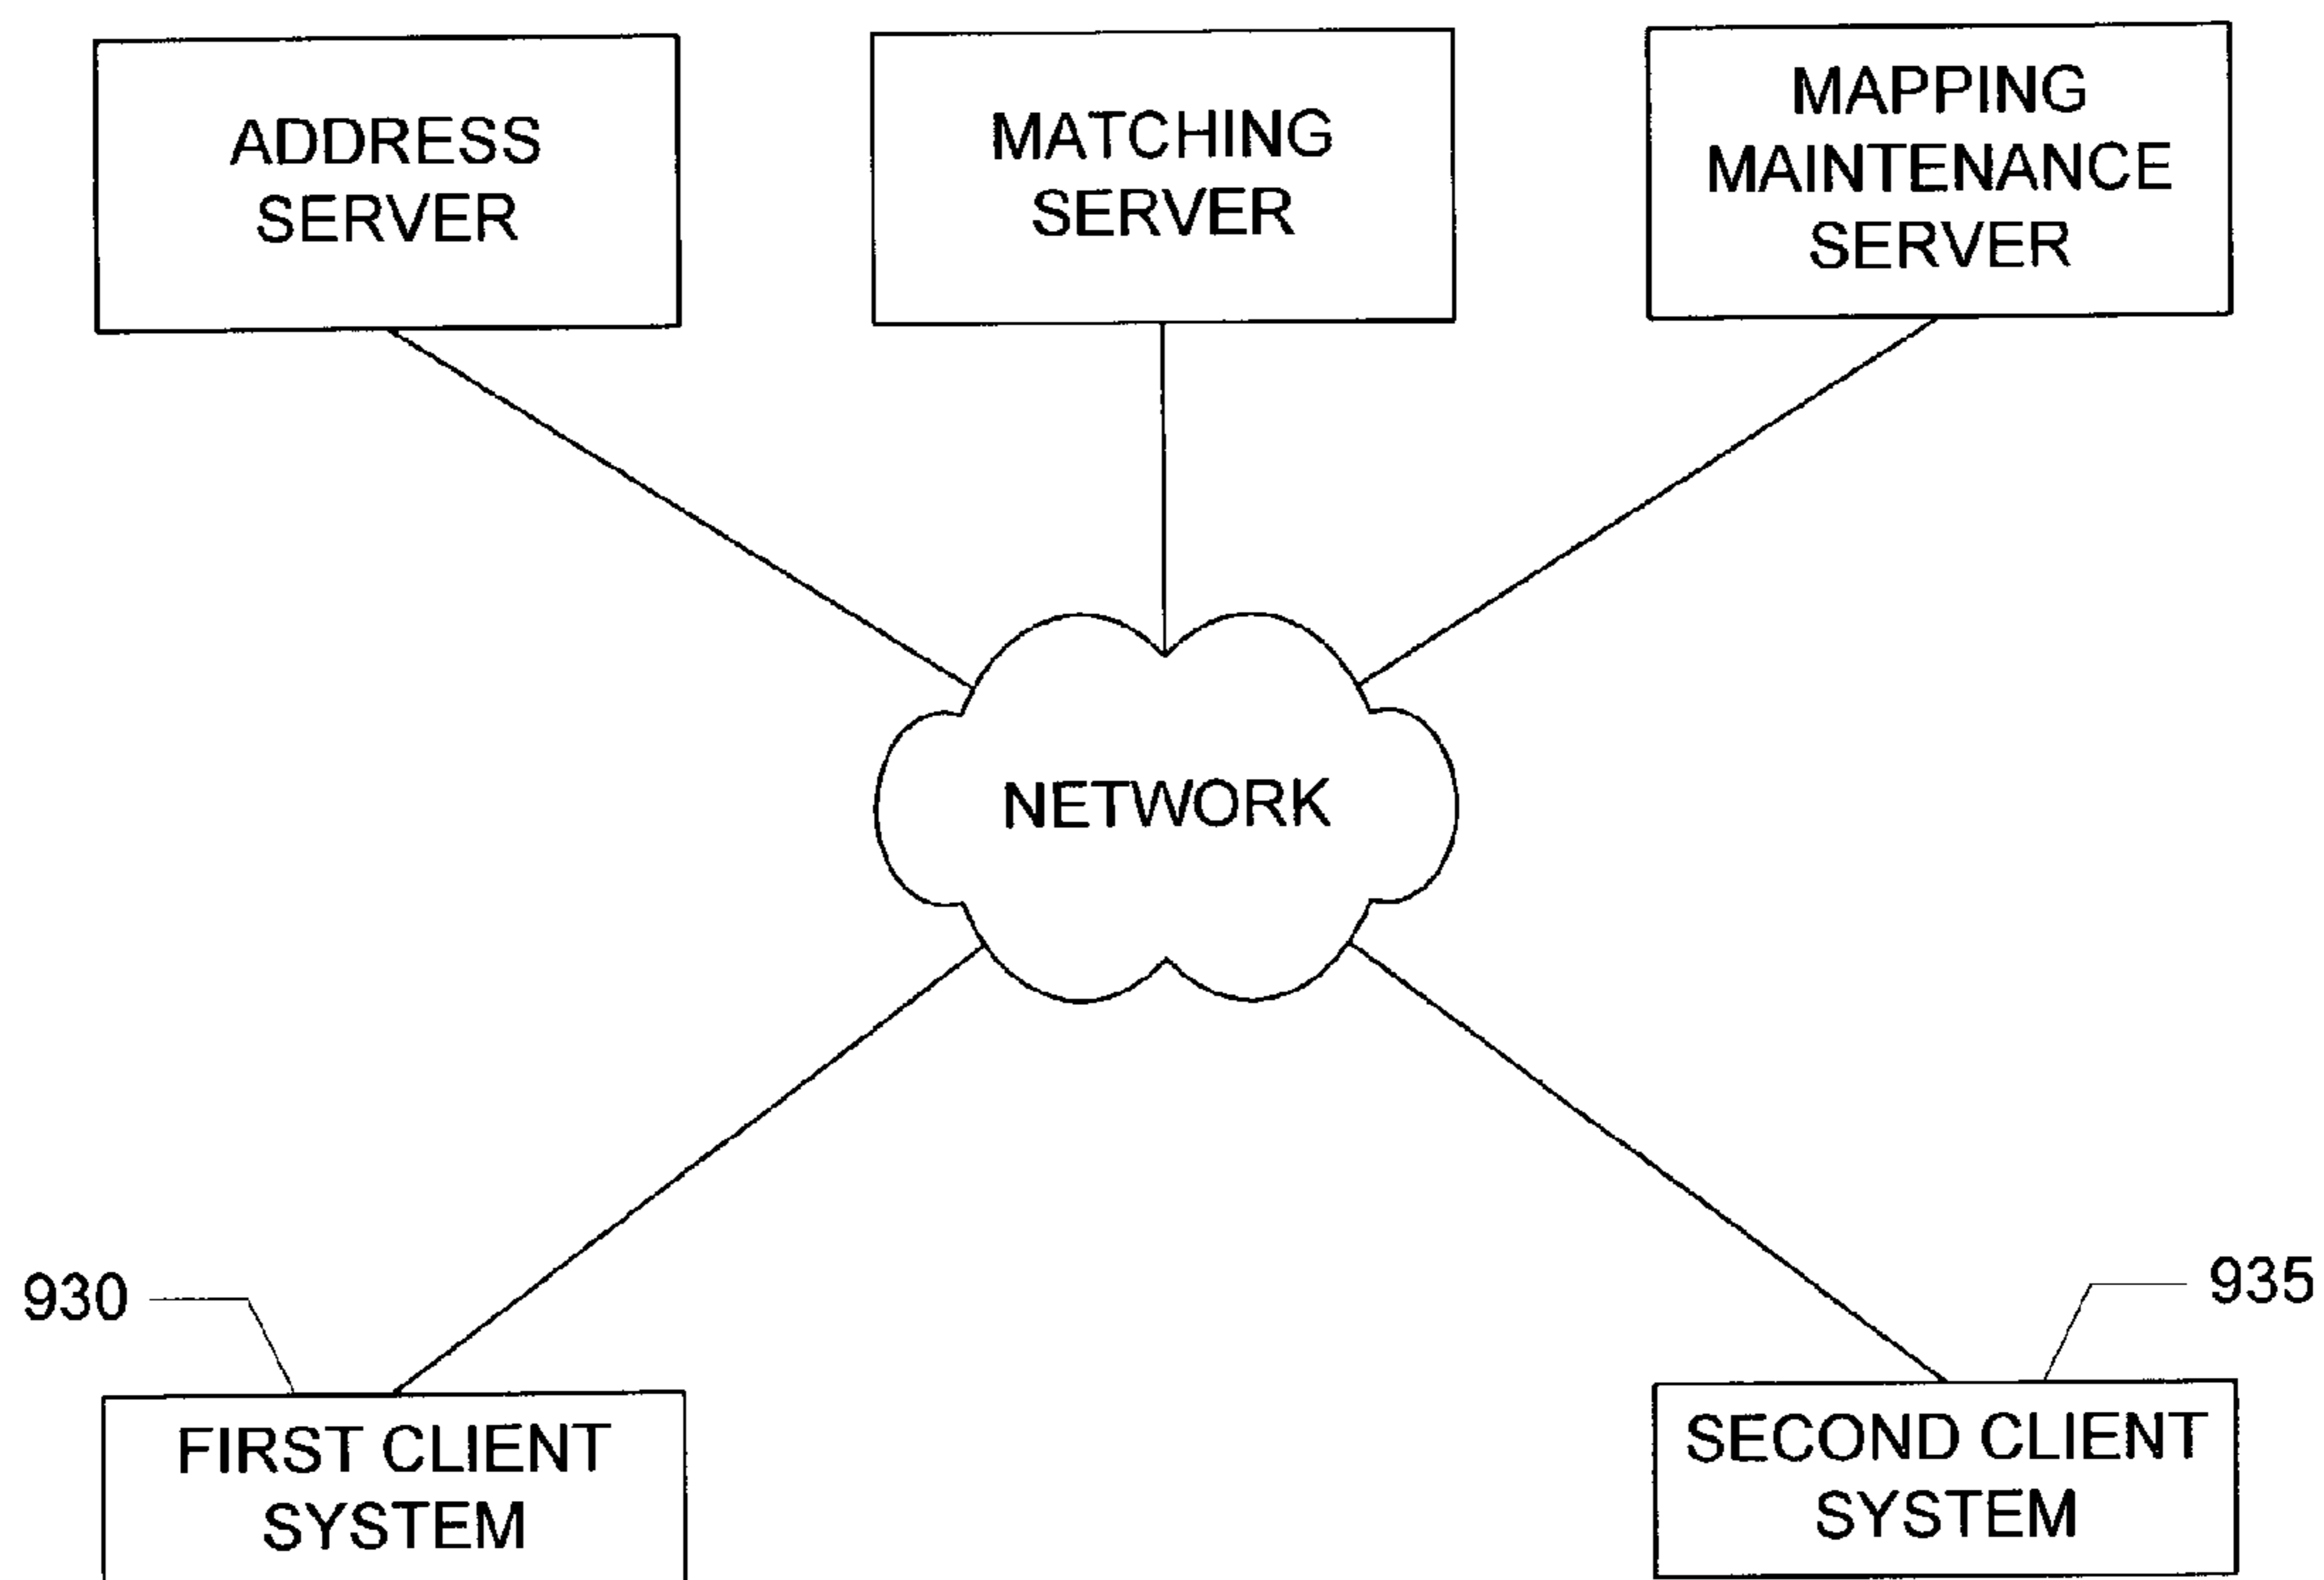 ADDRESS
SERVER
MATCHING
SERVER
MAPPING
MAINTENANCE
SERVER
NETWORK
930
935
FIRST CLIENT
SYSTEM
SECOND CLIENT
SYSTEM